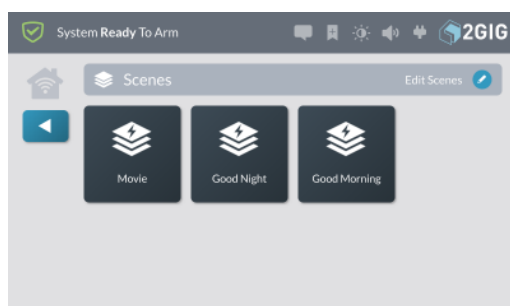 System Ready To Arm
2GIG
Scenes
Edit Scenes
Movie
Good Night
Good Morning